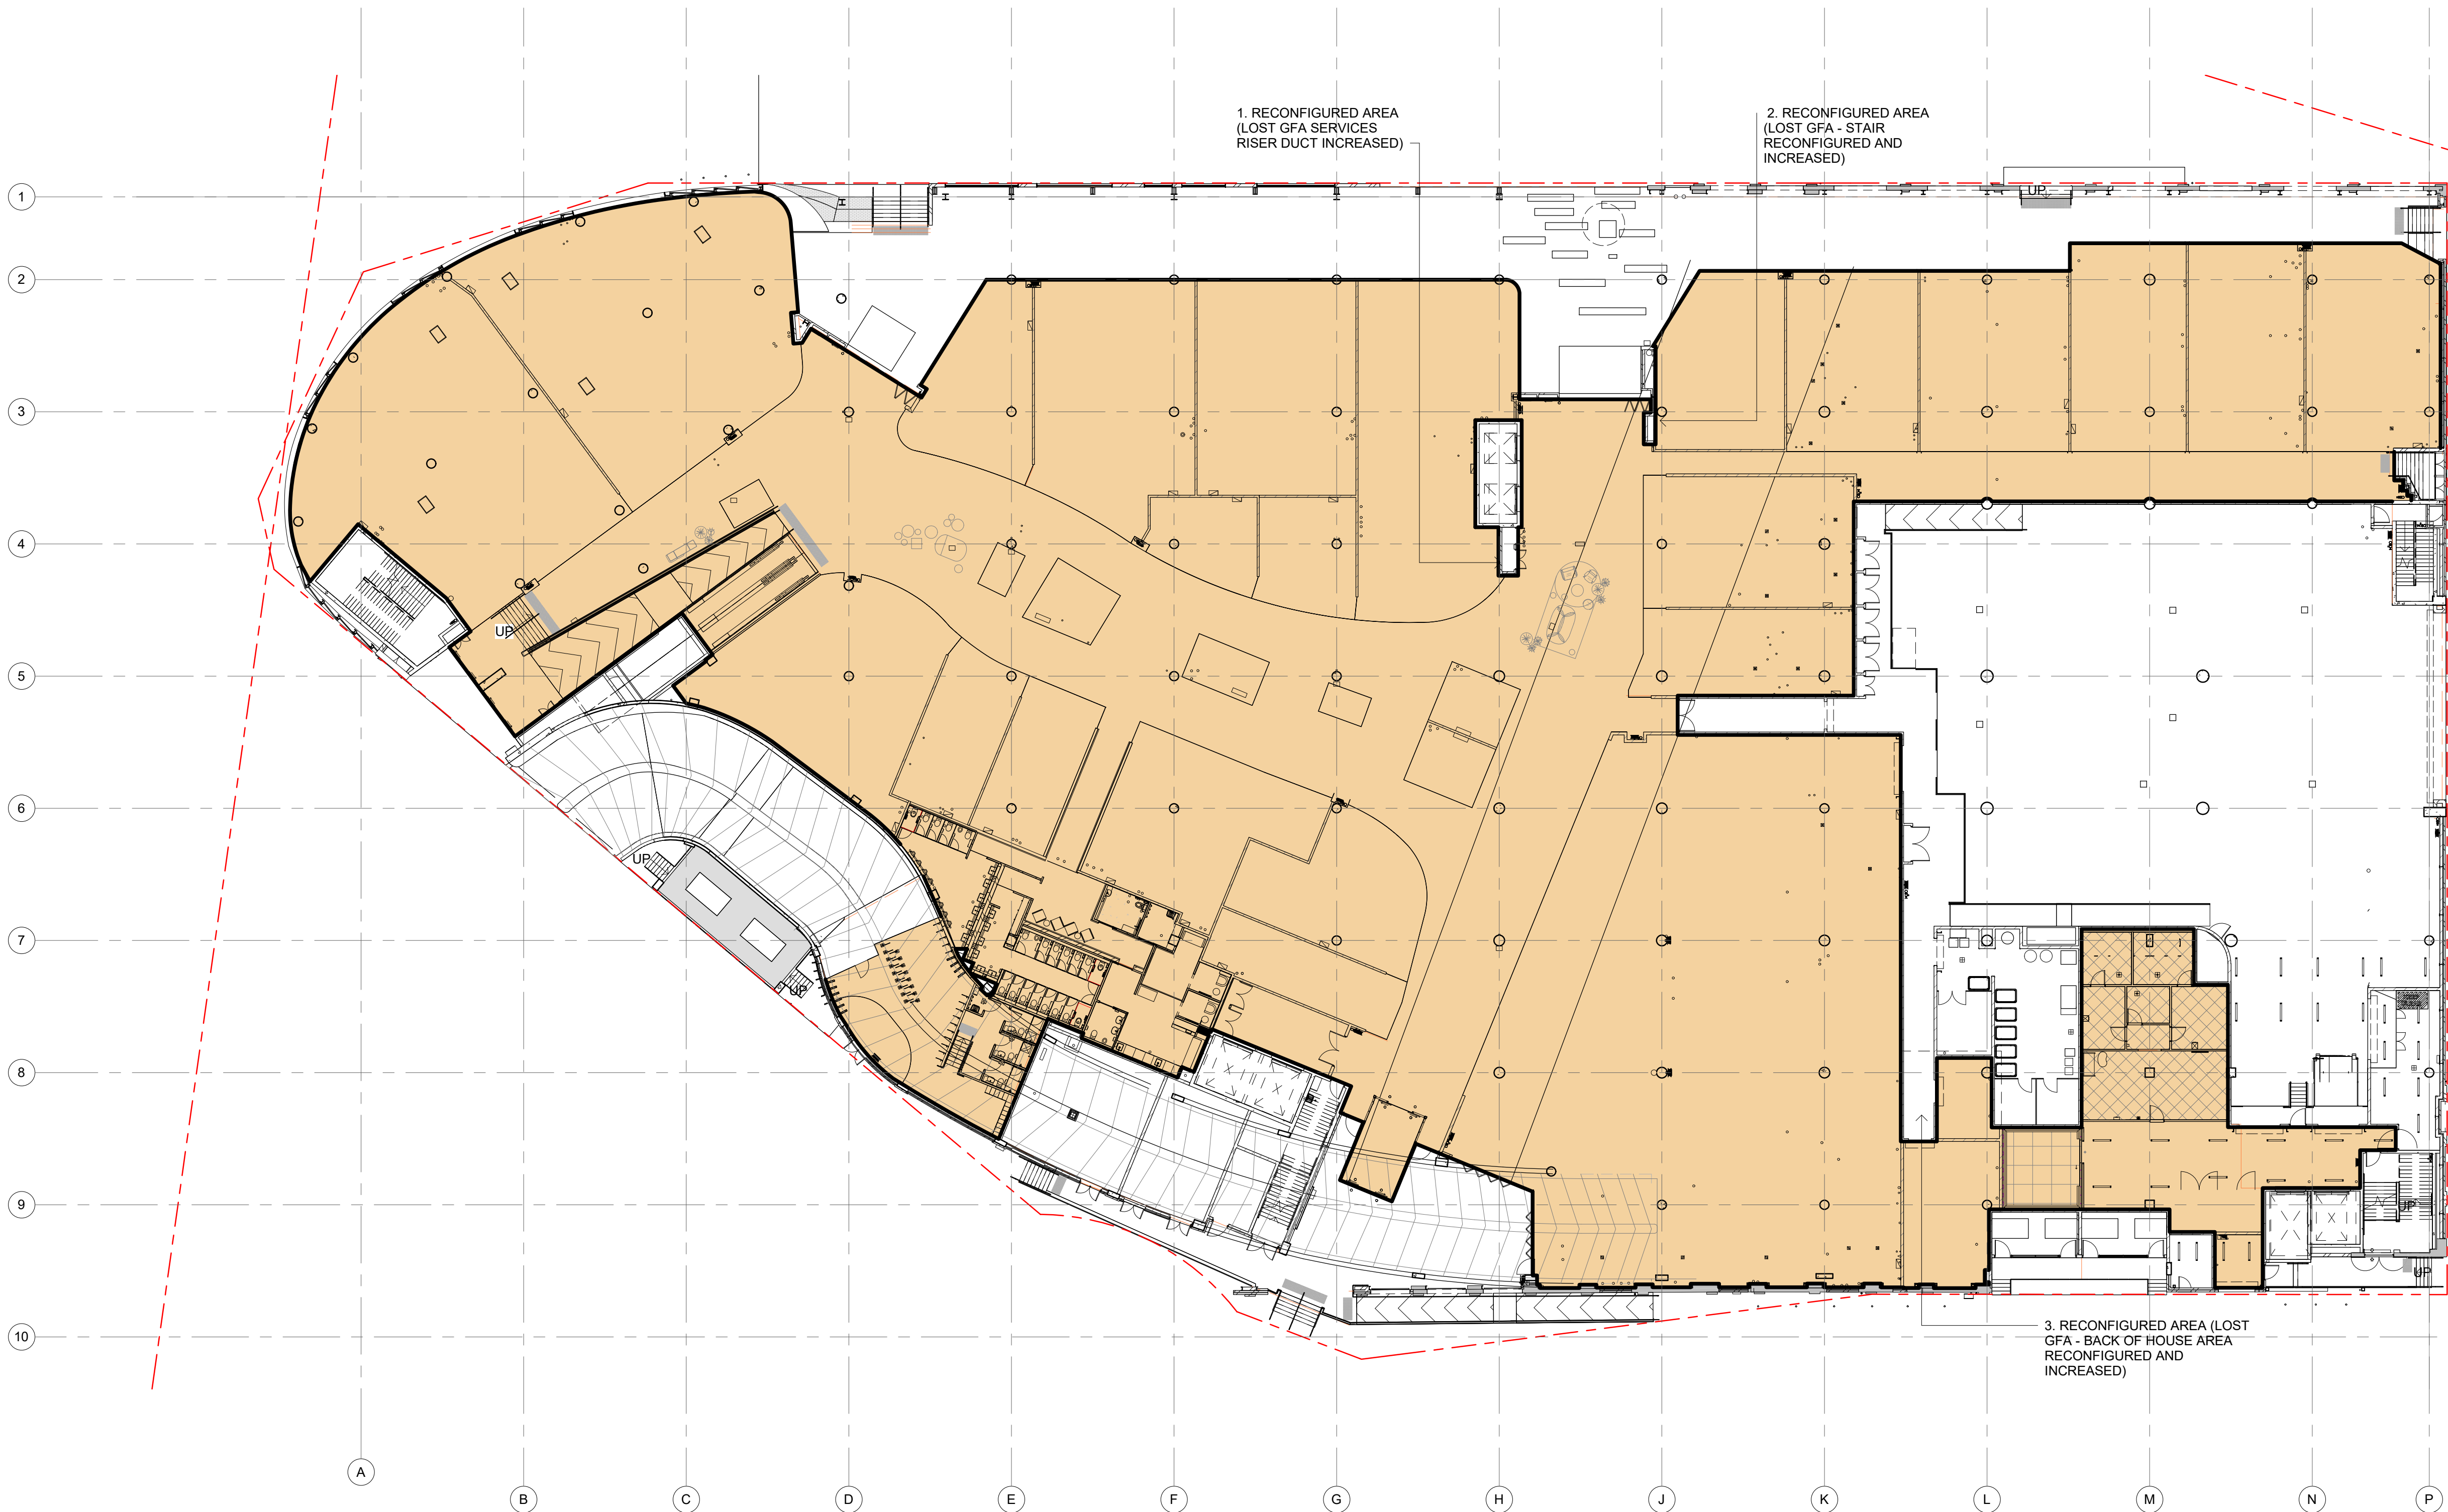 1. RECONFIGURED AREA
(LOST GFA SERVICES
RISER DUCT INCREASED)
2. RECONFIGURED AREA
(LOST GFA - STAIR
RECONFIGURED AND
INCREASED)
1
UP
2
3
4
UP
5
6
UP
7
UP
8
9
UP
UP
10
3. RECONFIGURED AREA (LOST
GFA - BACK OF HOUSE AREA
RECONFIGURED AND
INCREASED)
A
B
C
D
E
F
G
H
J
K
L
M
N
P